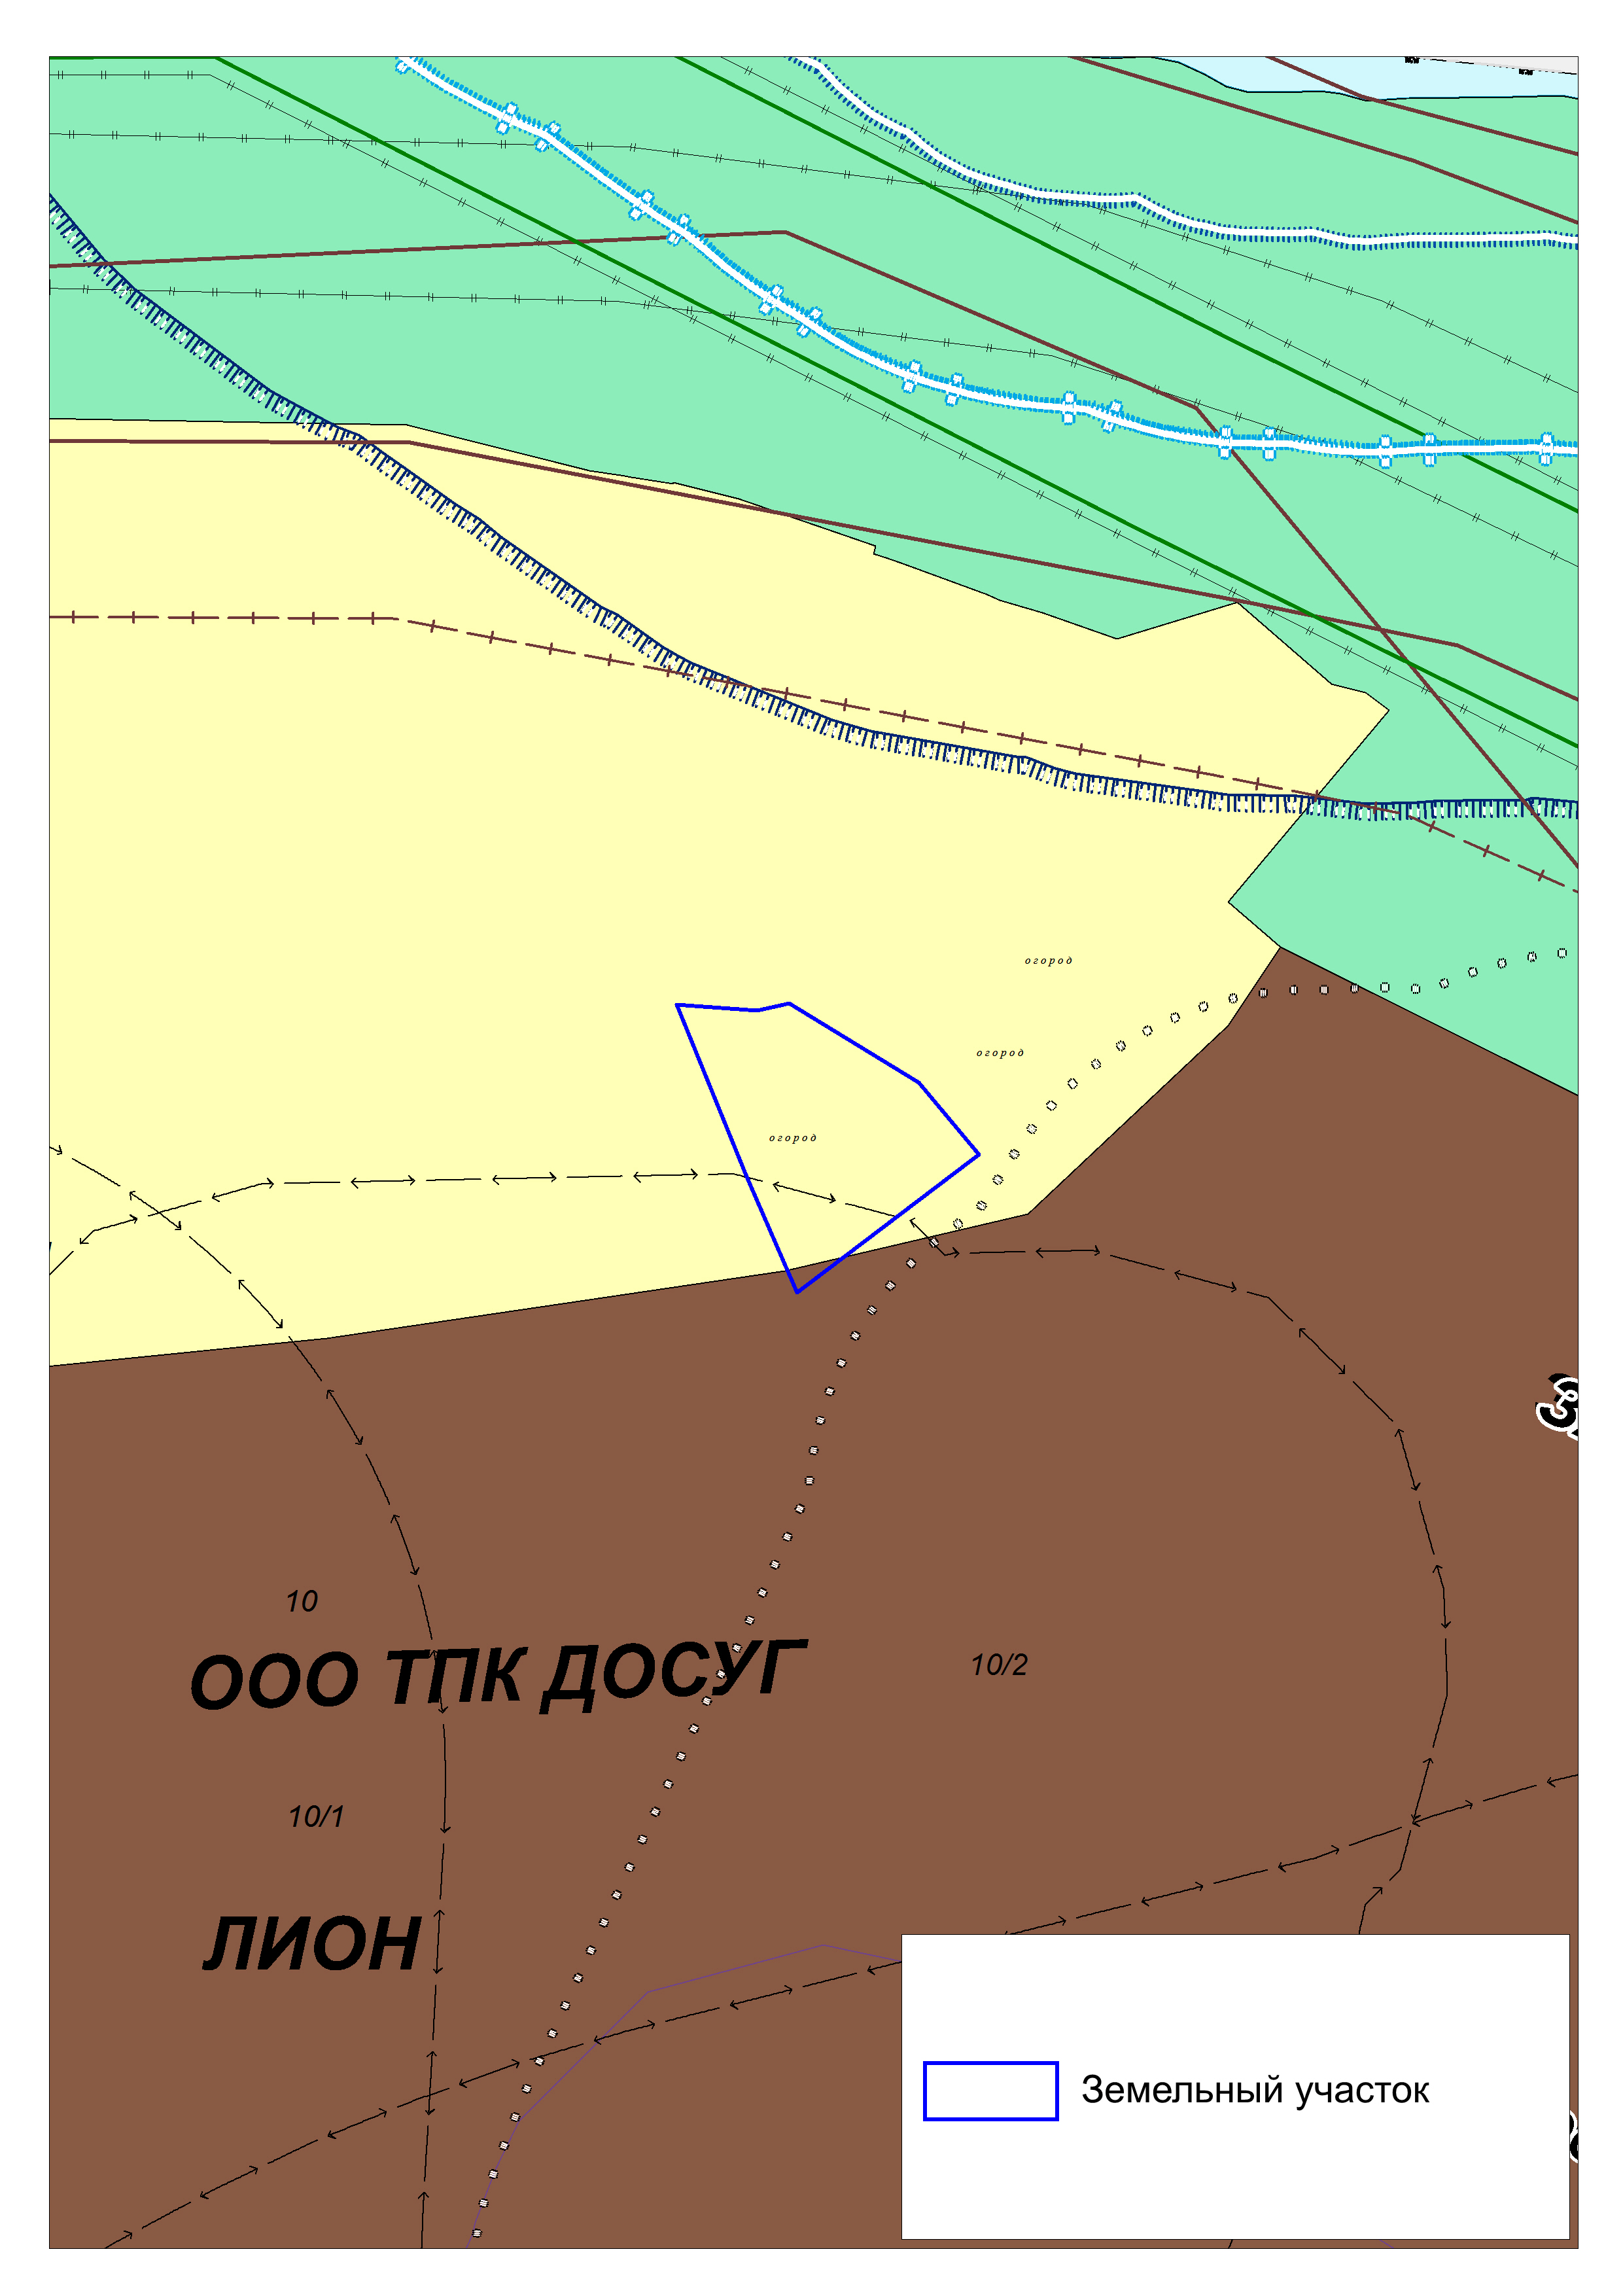 огород
огород
огород
10
ООО ТПК ДОСУГ
10/2
10/1
ЛИОН
Земельный участок